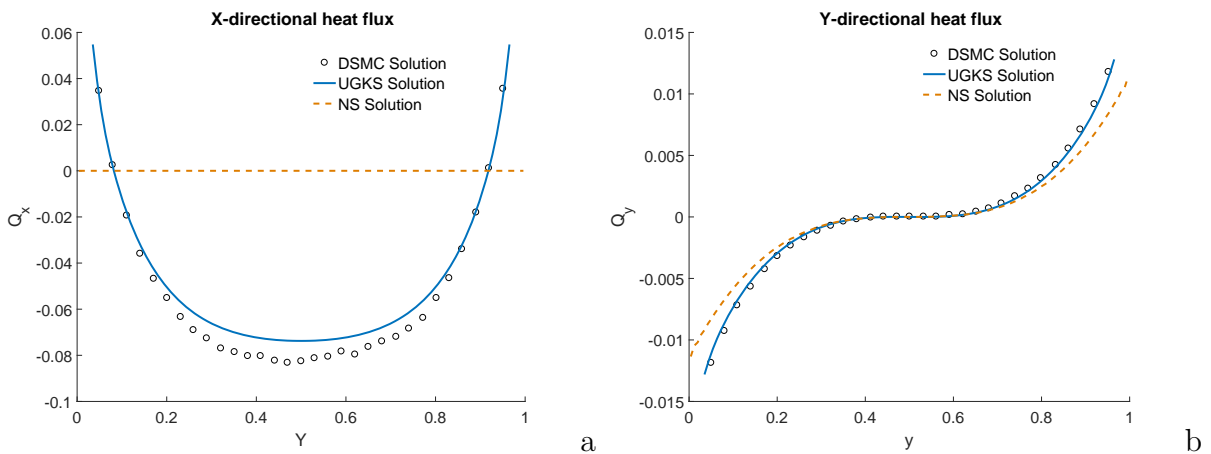 X-directional heat flux
DSMC Solution
UGKS Solution
NS Solution
0.06
0.04
0.02
0
-0.02
-0.04
-0.06
-0.08
-0.1
Q_x
0
0.2
0.4
0.6
0.8
1
Y
a
Y-directional heat flux
DSMC Solution
UGKS Solution
NS Solution
0.015
0.01
0.005
0
-0.005
-0.01
-0.015
Q_y
0
0.2
0.4
0.6
0.8
1
y
b